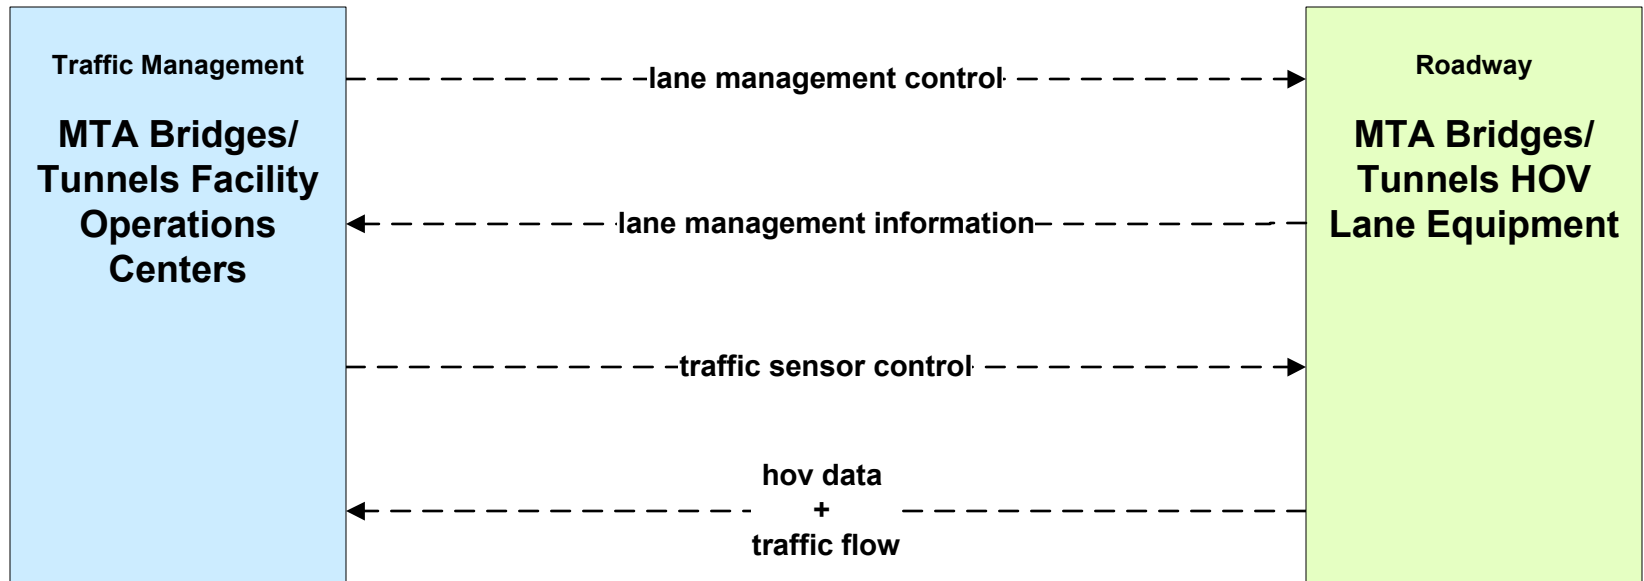 Traffic Management
MTA Bridges/
Tunnels Facility
Operations
Centers
lane management control
lane management information
traffic sensor control
hov data
+
traffic flow
Roadway
MTA Bridges/
Tunnels HOV
Lane Equipment